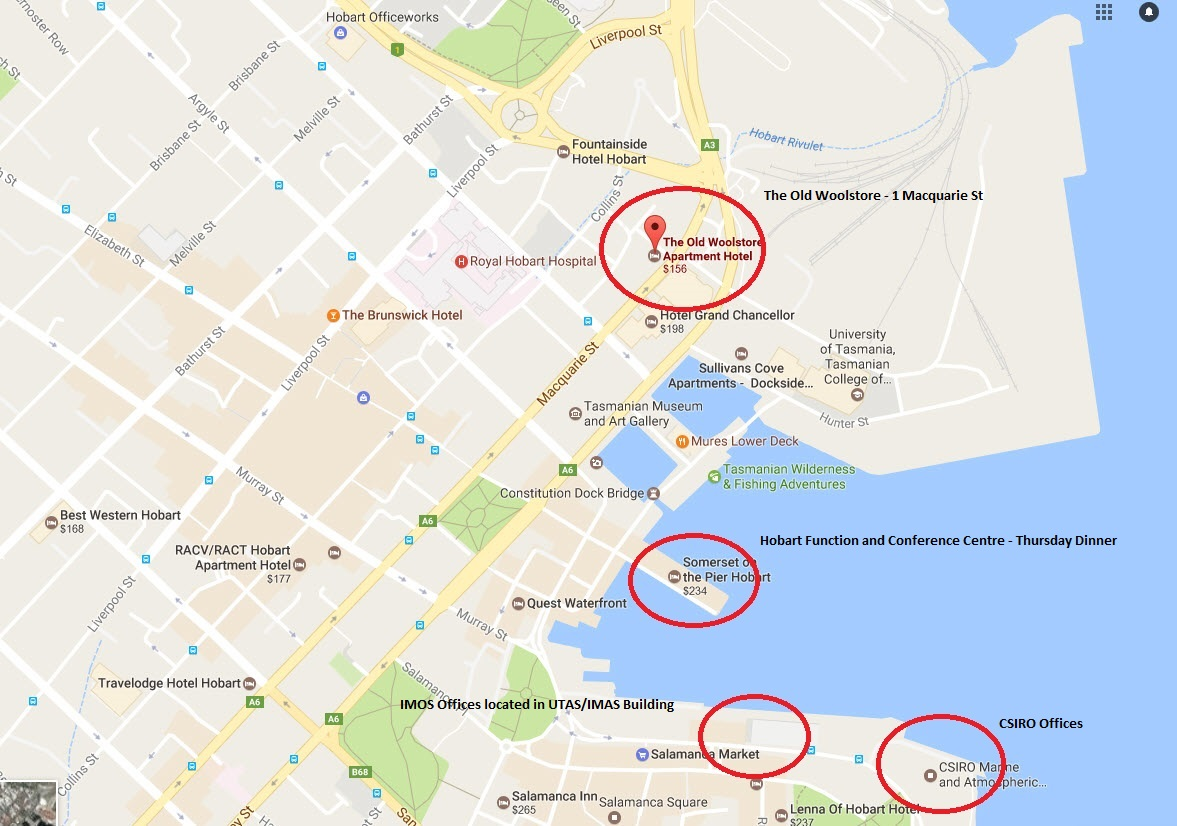 Hobart Officeworks
Queen St
Liverpool St
1
Brisbane St
Argyle St
Melville St
Bathurst St
Brisbane St
Liverpool St
A3
Hobart Rivulet
Fountainside
Hotel Hobart
Collins St
The Old Woolstore - 1 Macquarie St
Elizabeth St
Melville St
The Old Woolstore
Apartment Hotel
$156
H
Royal Hobart Hospital
The Brunswick Hotel
Hotel Grand Chancellor
$198
University
of Tasmania,
Tasmanian
College of...
Bathurst St
Liverpool St
Macquarie St
Sullivans Cove
Apartments - Dockside...
Hunter St
Tasmanian Museum
and Art Gallery
Mures Lower Deck
A6
Tasmanian Wilderness
& Fishing Adventures
Murray St
Constitution Dock Bridge
Best Western Hobart
$168
A6
Hobart Function and Conference Centre - Thursday Dinner
RACV/RACT Hobart
Apartment Hotel
$177
Somerset on
the Pier Hobart
$234
Liverpool St
Quest Waterfront
Murray St
Travelodge Hotel Hobart
A6
A6
Salamanca
IMOS Offices located in UTAS/IMAS Building
CSIRO Offices
Salamanca Market
B68
CSIRO Marine
and Atmospheric...
Collins St
Salamanca Inn
$265
Salamanca Square
Lenna Of Hobart Hotel
$237